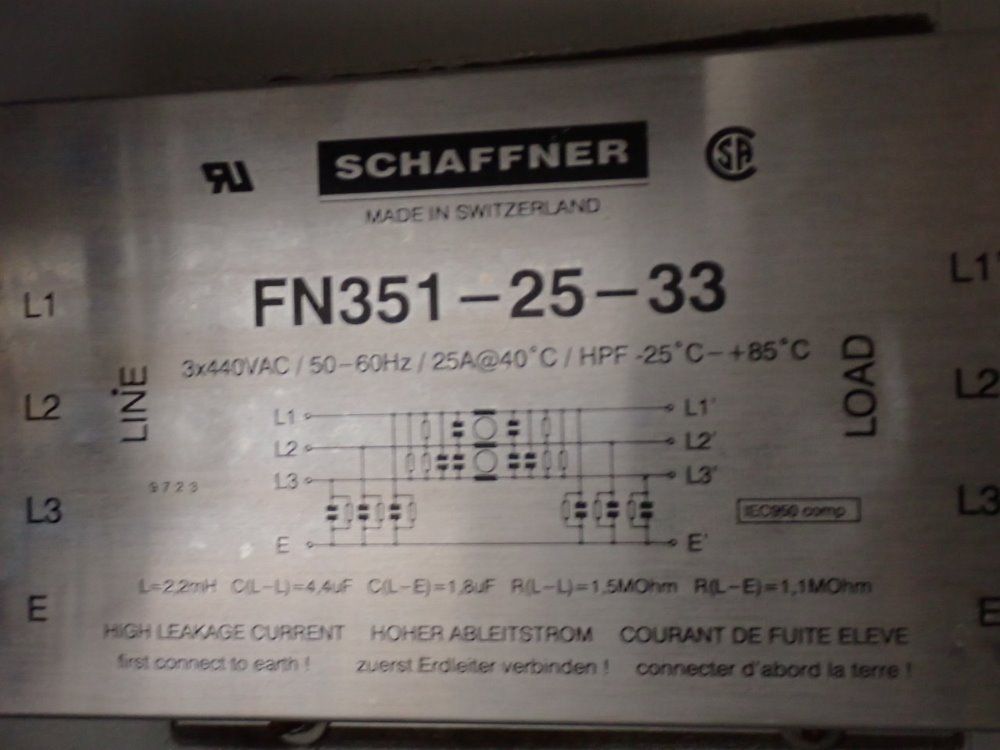 SCHAFFNER
MADE IN SWITZERLAND
FN351-25-33
3x440VAC / 50-60Hz / 25A@40°C / HPF -25°C-+85°C
L1
L2
L3
E
LINE
9723
L1 L1'
L2 L2'
L3 L3'
E E'
LOAD
L1'
L2
L3
E
IEC950 comp
L=2,2mH C(L-L)=4,4uF C(L-E)=1,8uF R(L-L)=1,5MOhm R(L-E)=1,1MOhm
HIGH LEAKAGE CURRENT HOHER ABLEITSTROM COURANT DE FUITE ELEVE
first connect to earth ! zuerst Erdleiter verbinden ! connecter d'abord la terre !